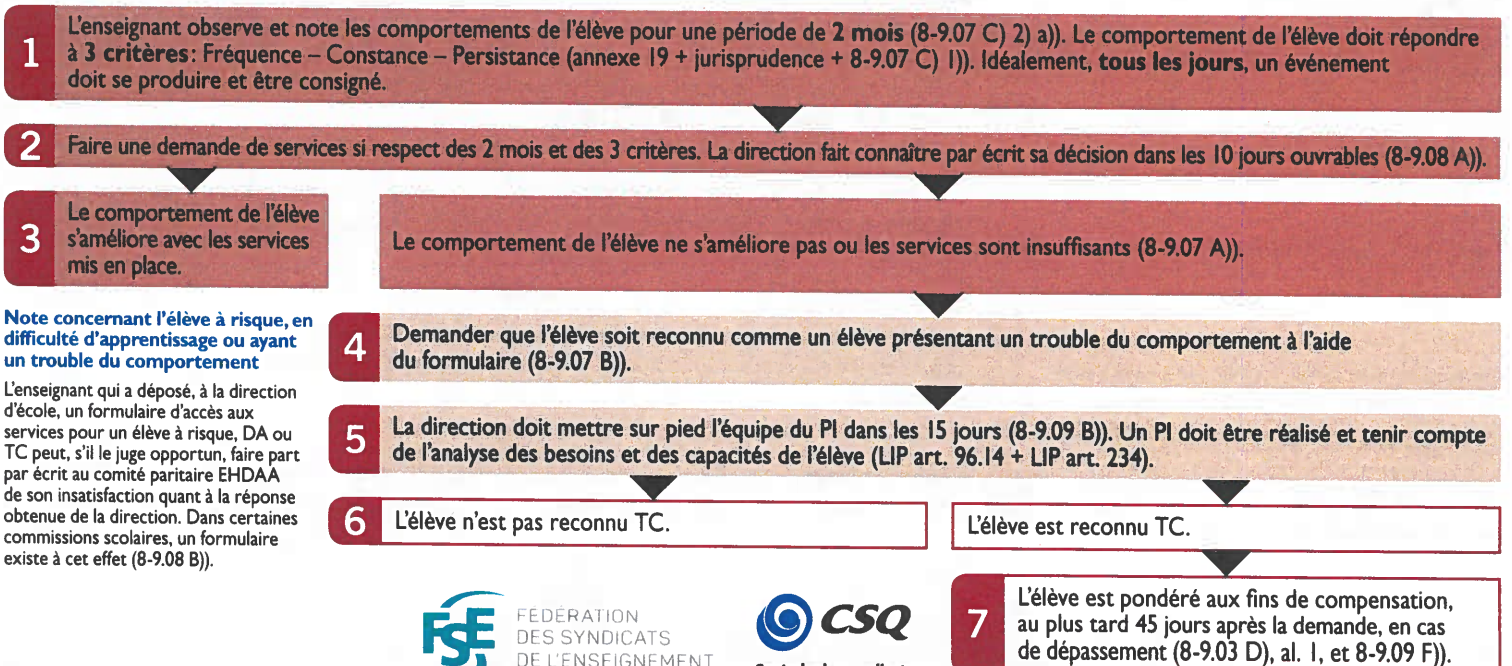 1
L'enseignant observe et note les comportements de l'élève pour une période de 2 mois (8-9.07 C) 2) a)). Le comportement de l'élève doit répondre
à 3 critères: Fréquence – Constance – Persistance (annexe 19 + jurisprudence + 8-9.07 C) 1)). Idéalement, tous les jours, un événement
doit se produire et être consigné.
2
Faire une demande de services si respect des 2 mois et des 3 critères. La direction fait connaître par écrit sa décision dans les 10 jours ouvrables (8-9.08 A)).
3
Le comportement de l'élève
s'améliore avec les services
mis en place.
Le comportement de l'élève ne s'améliore pas ou les services sont insuffisants (8-9.07 A)).
Note concernant l'élève à risque, en
difficulté d'apprentissage ou ayant
un trouble du comportement
L'enseignant qui a déposé, à la direction
d'école, un formulaire d'accès aux
services pour un élève à risque, DA ou
TC peut, s'il le juge opportun, faire part
par écrit au comité paritaire EHDAA
de son insatisfaction quant à la réponse
obtenue de la direction. Dans certaines
commissions scolaires, un formulaire
existe à cet effet (8-9.08 B)).
4
Demander que l'élève soit reconnu comme un élève présentant un trouble du comportement à l'aide
du formulaire (8-9.07 B)).
5
La direction doit mettre sur pied l'équipe du PI dans les 15 jours (8-9.09 B)). Un PI doit être réalisé et tenir compte
de l'analyse des besoins et des capacités de l'élève (LIP art. 96.14 + LIP art. 234).
6
L'élève n'est pas reconnu TC.
L'élève est reconnu TC.
7
L'élève est pondéré aux fins de compensation,
au plus tard 45 jours après la demande, en cas
de dépassement (8-9.03 D), al. 1, et 8-9.09 F)).
FSE
FÉDÉRATION
DES SYNDICATS
DE L'ENSEIGNEMENT
CSQ